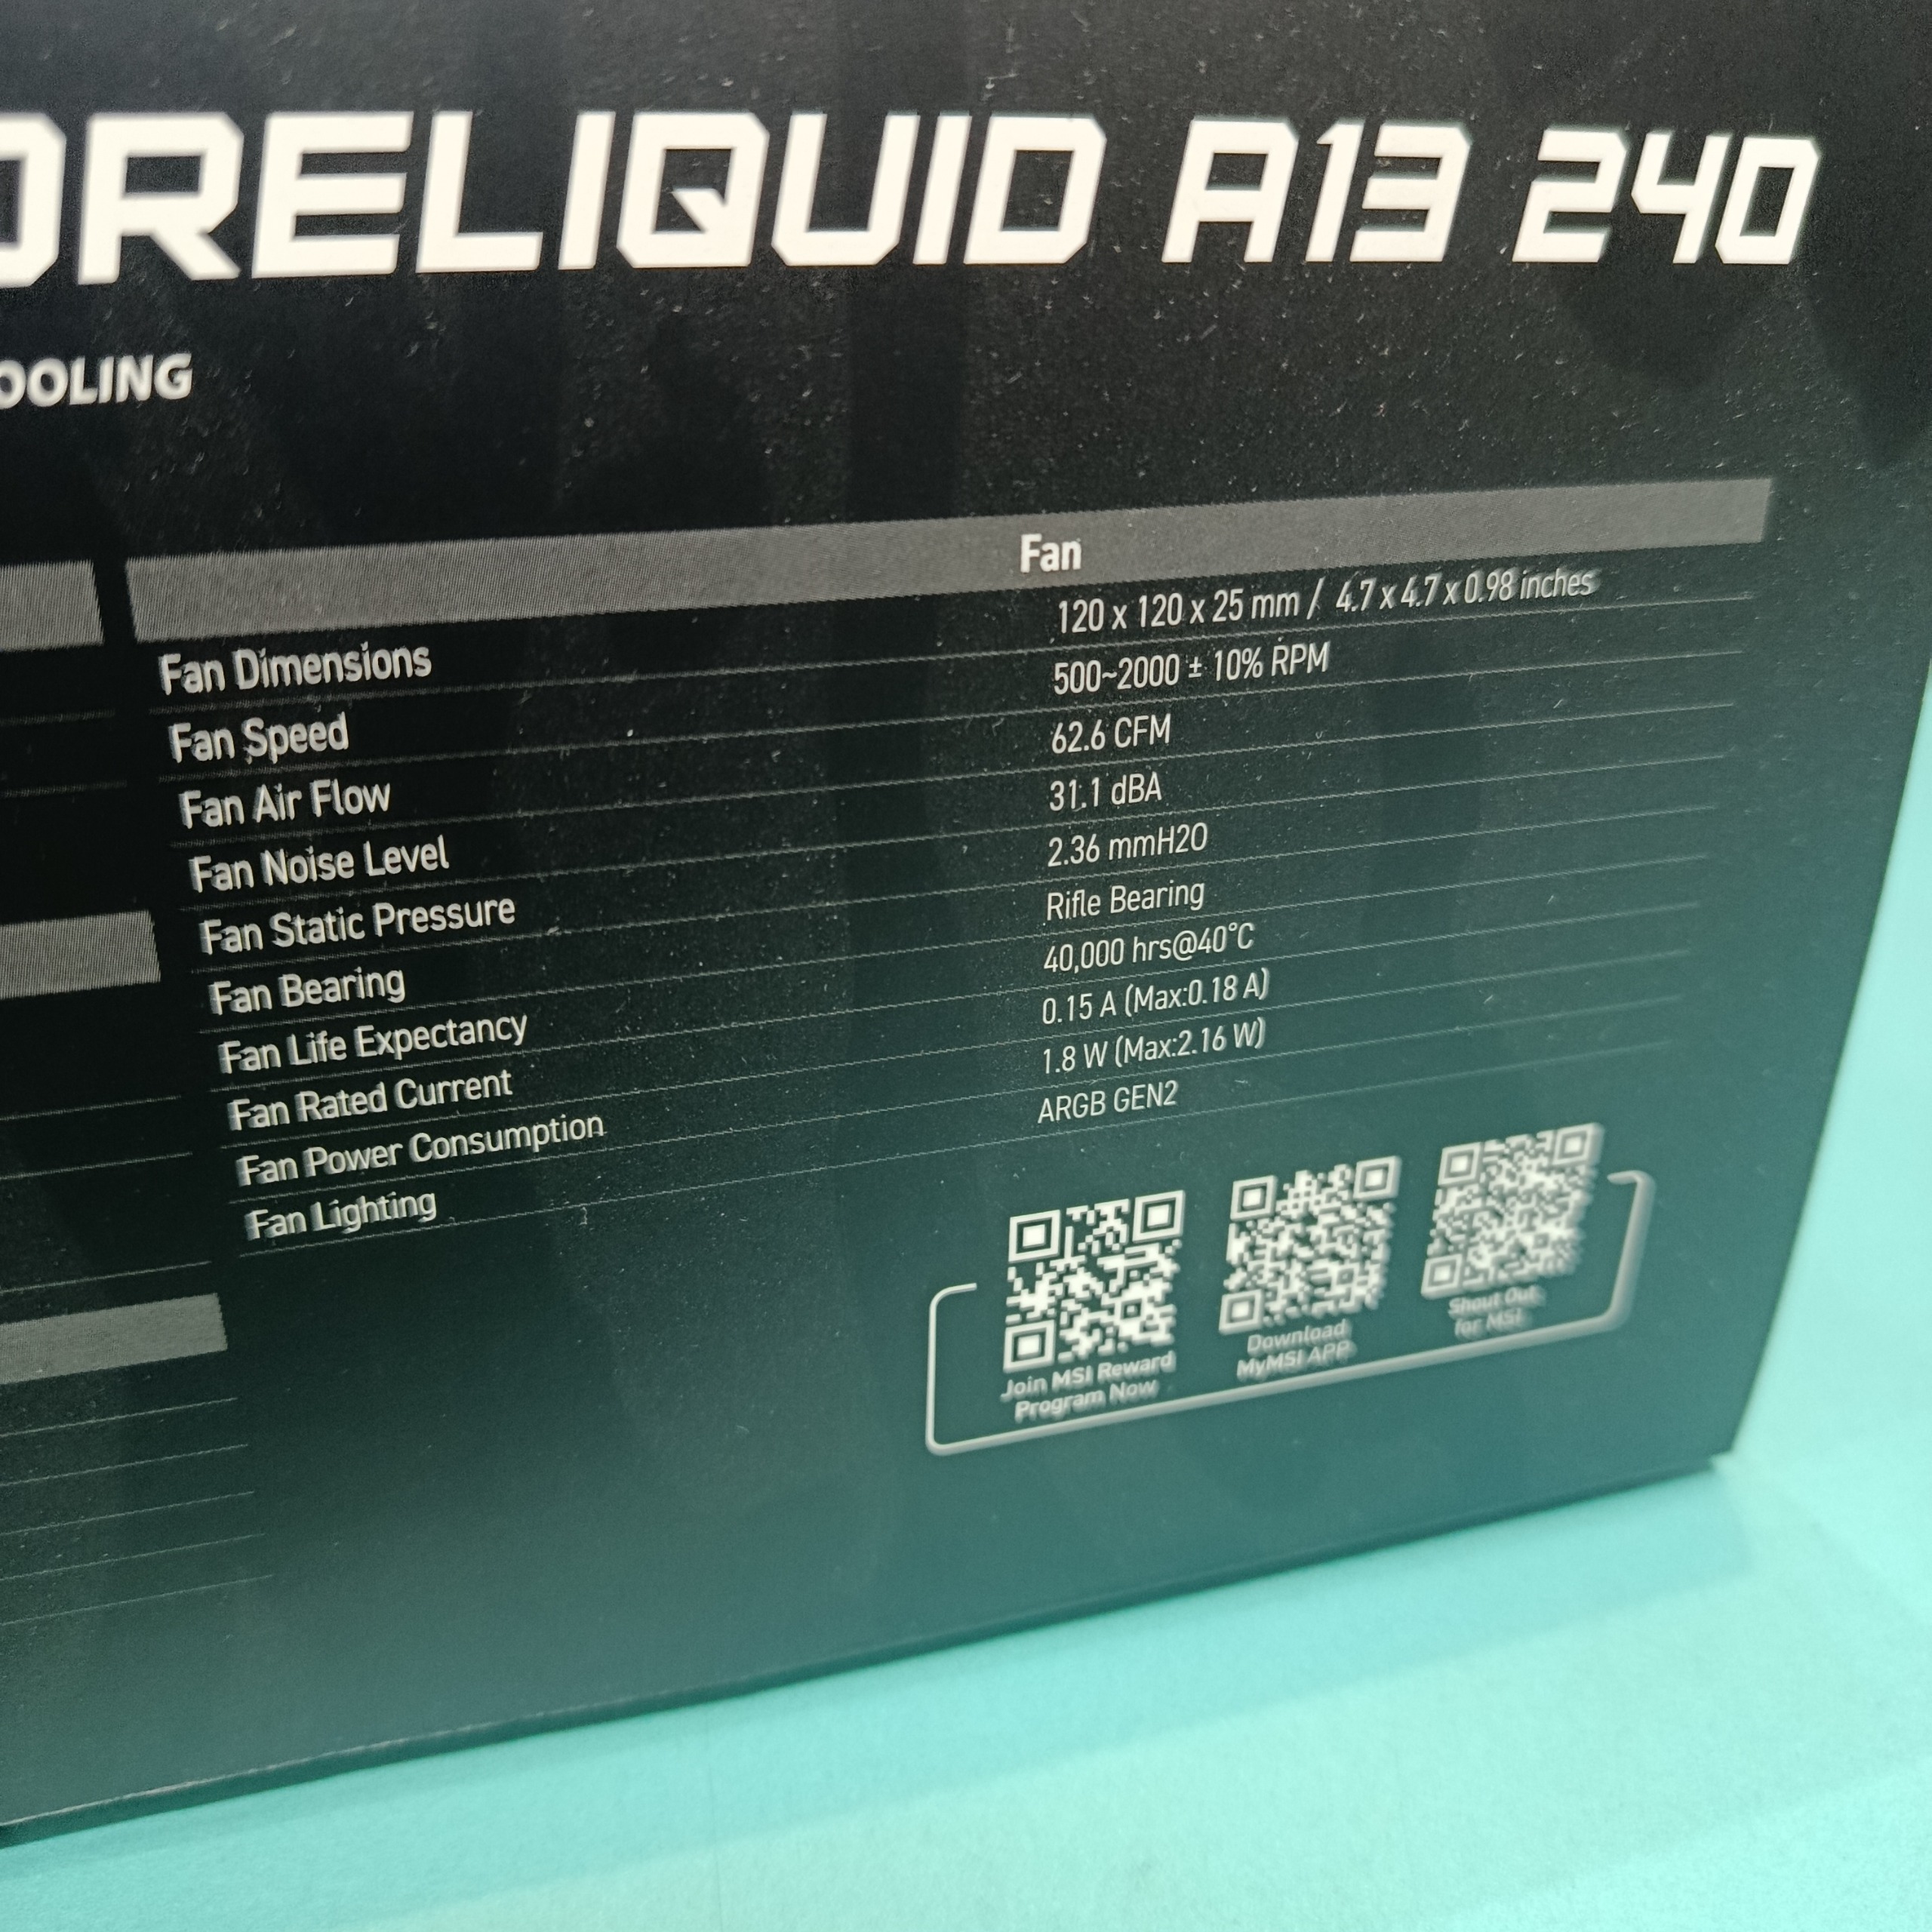 ORELIQUID A13 240
OOLING
Fan
Fan Dimensions 120 x 120 x 25 mm / 4.7 x 4.7 x 0.98 inches
Fan Speed 500~2000 ± 10% RPM
Fan Air Flow 62.6 CFM
Fan Noise Level 31.1 dBA
Fan Static Pressure 2.36 mmH2O
Fan Bearing Rifle Bearing
Fan Life Expectancy 40,000 hrs@40°C
Fan Rated Current 0.15 A (Max:0.18 A)
Fan Power Consumption 1.8 W (Max:2.16 W)
Fan Lighting ARGB GEN2
Join MSI Reward
Program Now
Download
MyMSI APP
Shout Out
for MSI